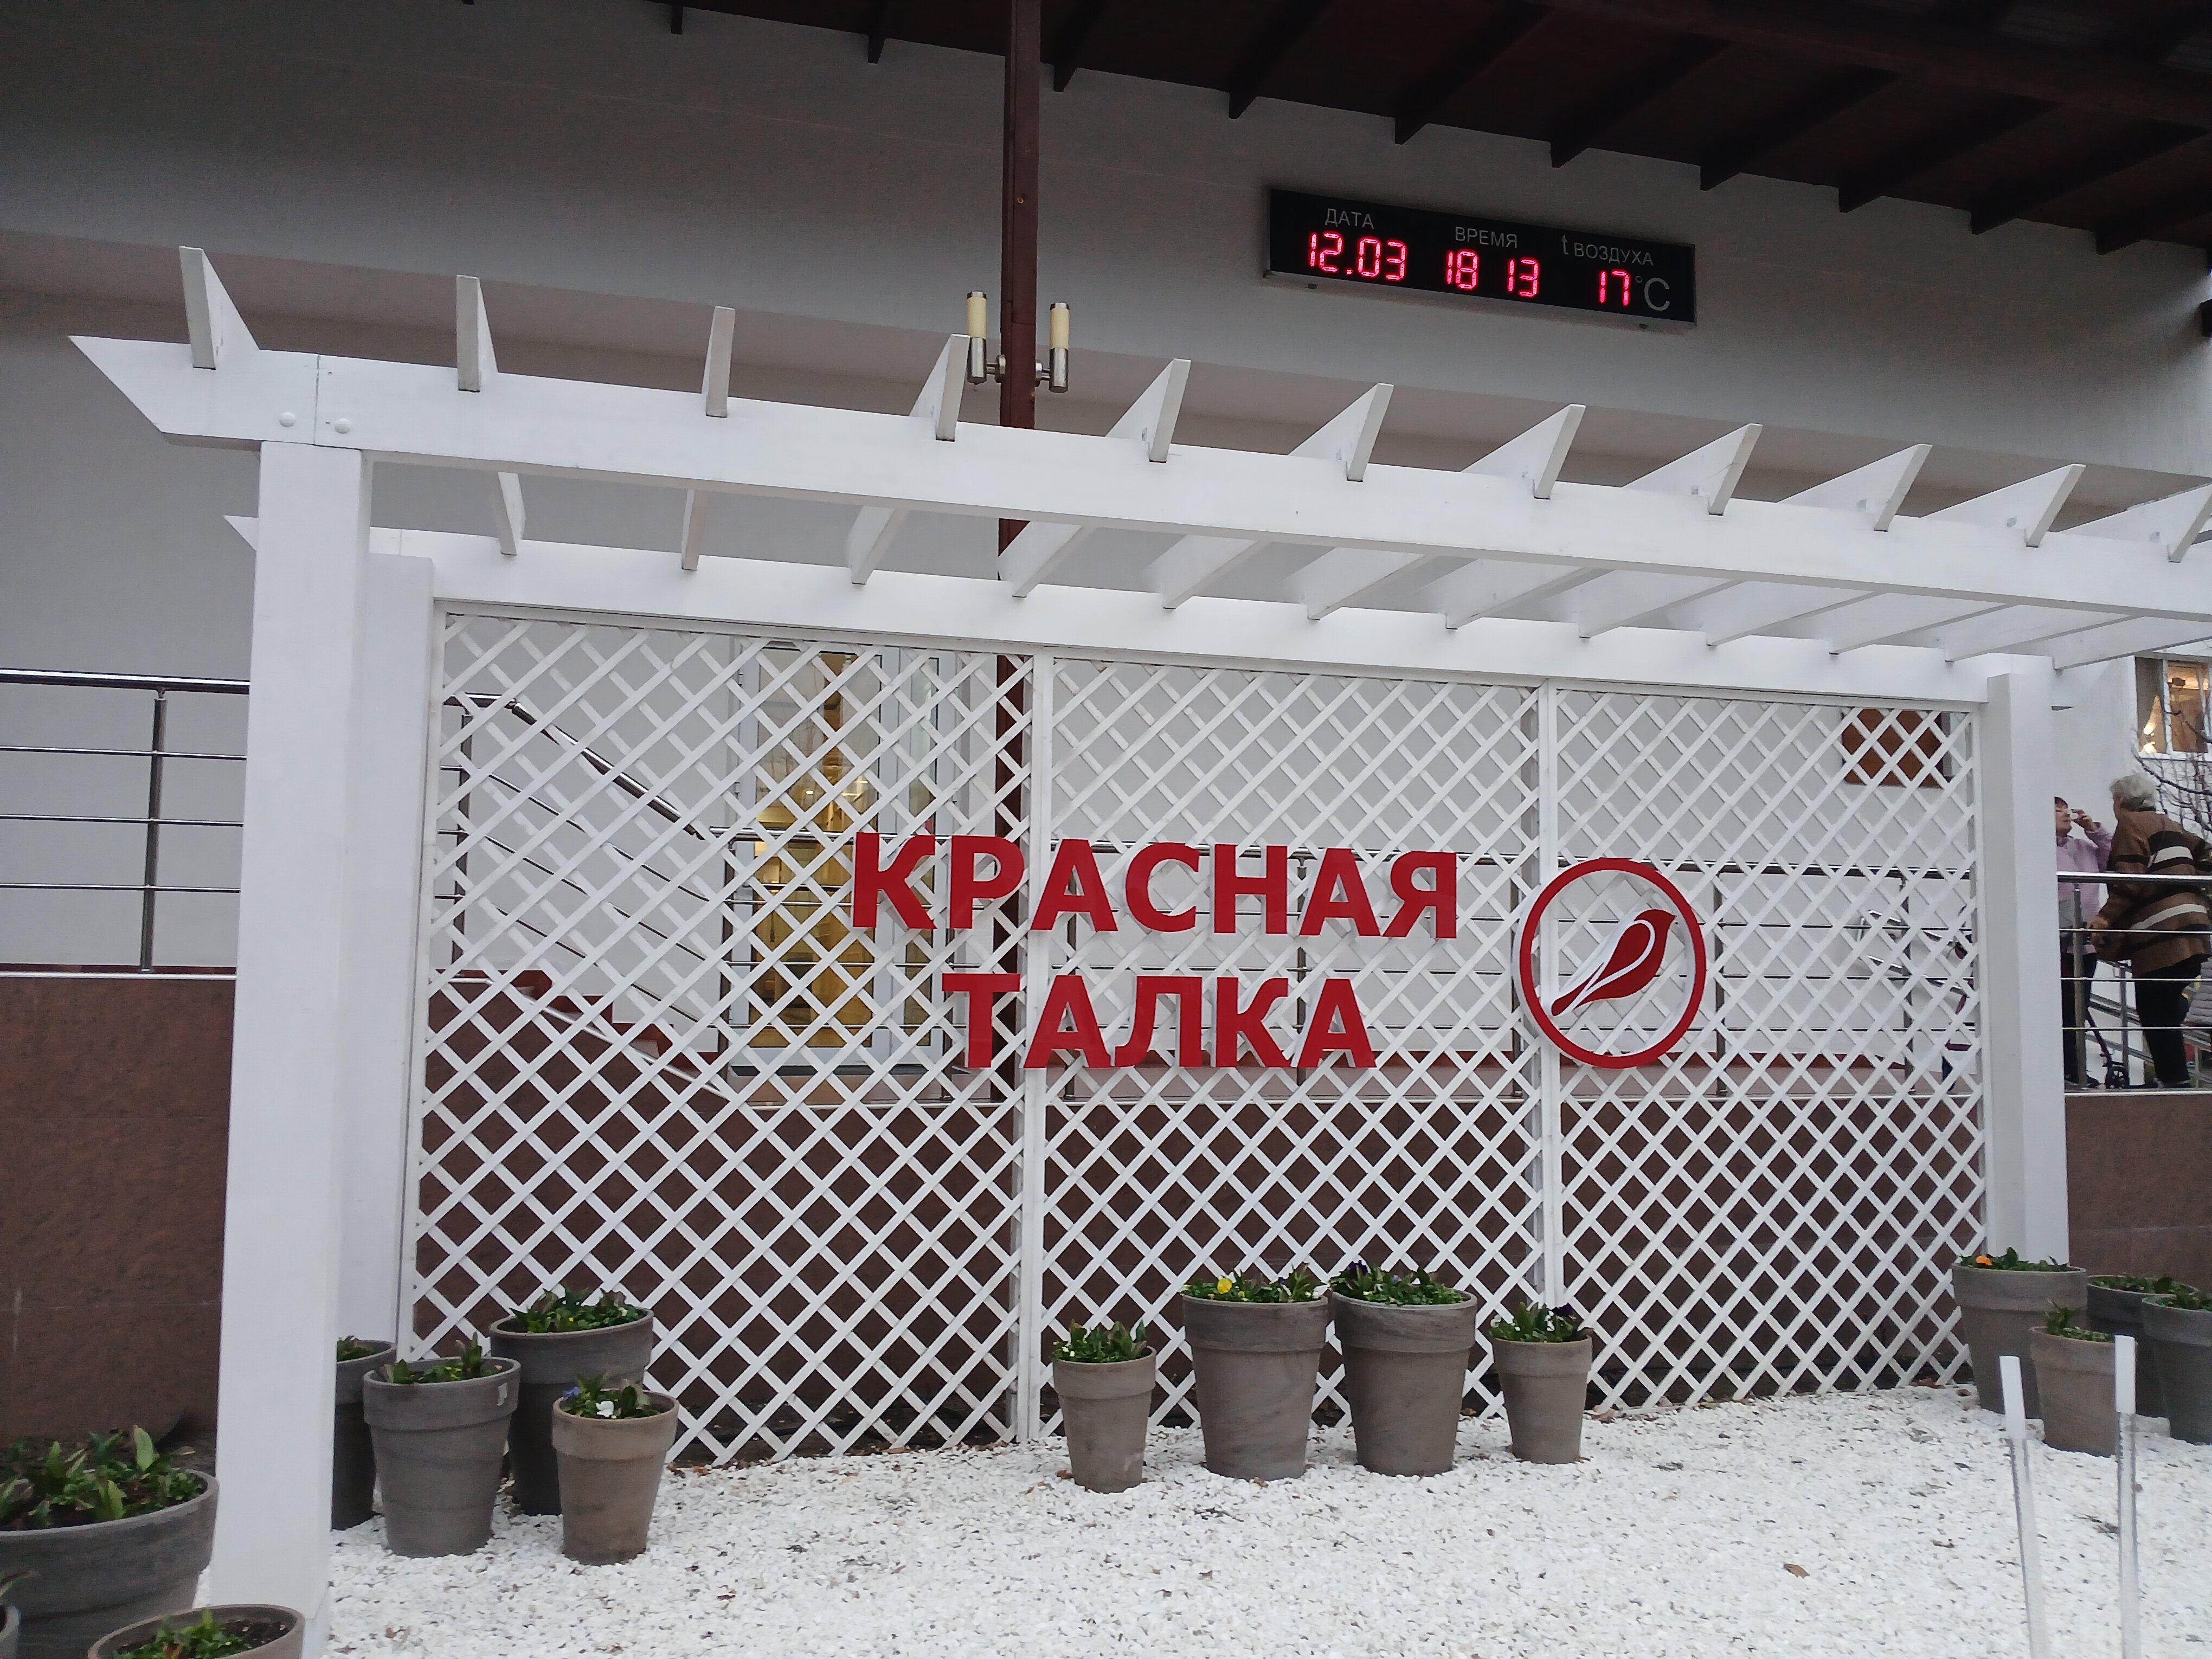 ДАТА ВРЕМЯ t ВОЗДУХА
12.03 18 13 17°C
КРАСНАЯ
ТАЛКА